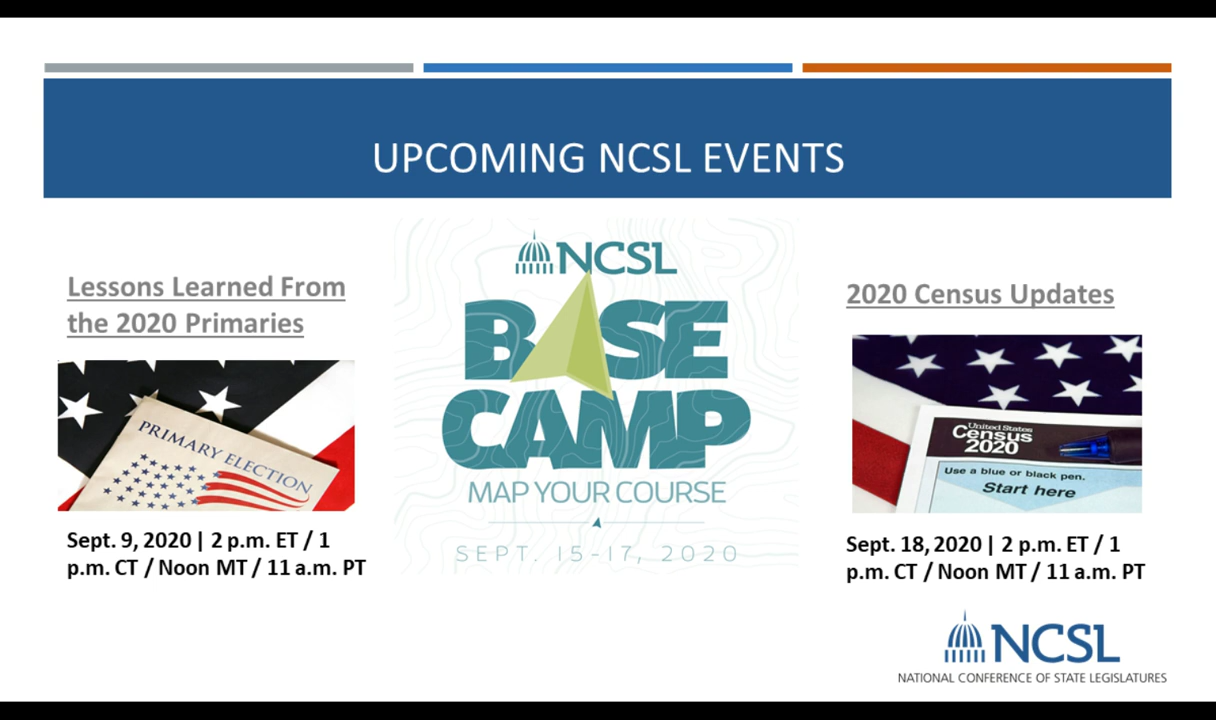 UPCOMING NCSL EVENTS
Lessons Learned From
the 2020 Primaries
PRIMARY ELECTION
Sept. 9, 2020 | 2 p.m. ET / 1
p.m. CT / Noon MT / 11 a.m. PT
NCSL
BASE
CAMP
MAP YOUR COURSE
SEPT. 15-17, 2020
2020 Census Updates
United States
Census
2020
Use a blue or black pen.
Start here
Sept. 18, 2020 | 2 p.m. ET / 1
p.m. CT / Noon MT / 11 a.m. PT
NCSL
NATIONAL CONFERENCE OF STATE LEGISLATURES